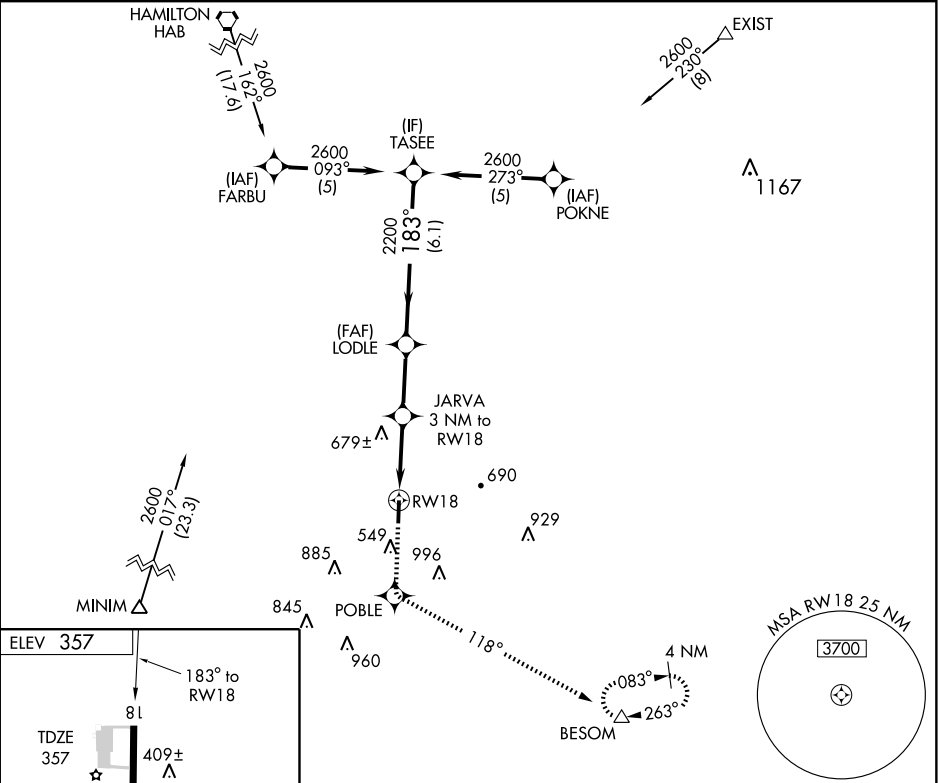 HAMILTON
HAB
2600
162°
(17.6)
EXIST
2600
230°
(8)
(IF)
TASEE
2600
093°
(5)
2600
273°
(5)
(IAF)
FARBU
(IAF)
POKNE
1167
2200
183°
(6.1)
(FAF)
LODLE
JARVA
3 NM to
RW18
679±
690
RW18
2600
017°
(23.3)
929
549
885
996
MINIM
845
POBLE
960
118°
4 NM
083°
263°
BESOM
MSA RW18 25 NM
3700
ELEV 357
183° to
RW18
18
TDZE
357
409±